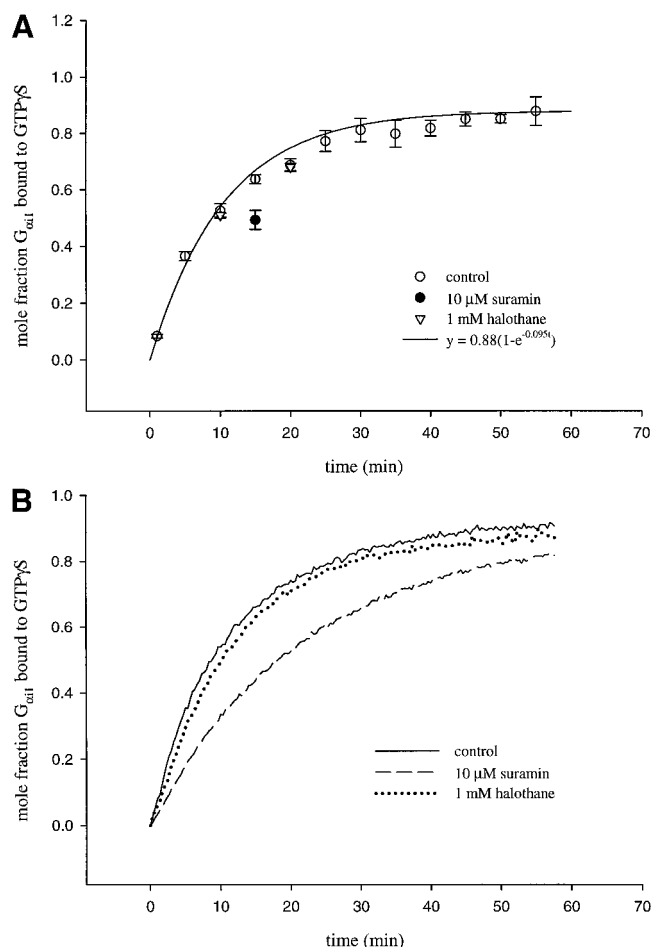 A
1.2
1.0
0.8
0.6
0.4
0.2
0.0
mole fraction Gαi1 bound to GTPγS
control
10 μM suramin
1 mM halothane
y = 0.88(1-e^-0.095t)
0 10 20 30 40 50 60 70
time (min)
B
1.0
0.8
0.6
0.4
0.2
0.0
mole fraction Gαi1 bound to GTPγS
control
10 μM suramin
1 mM halothane
0 10 20 30 40 50 60 70
time (min)